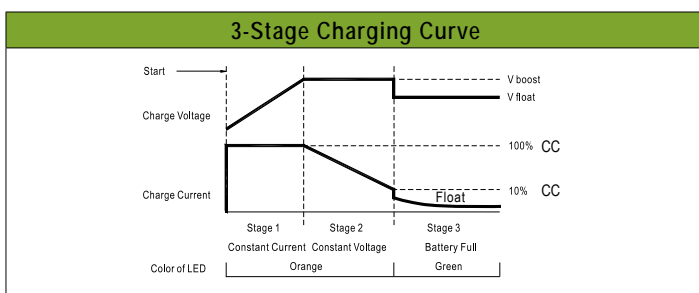 3-Stage Charging Curve
Start
V boost
V float
Charge Voltage
100% CC
10% CC
Charge Current
Float
Stage 1 Stage 2 Stage 3
Constant Current Constant Voltage Battery Full
Color of LED Orange Green